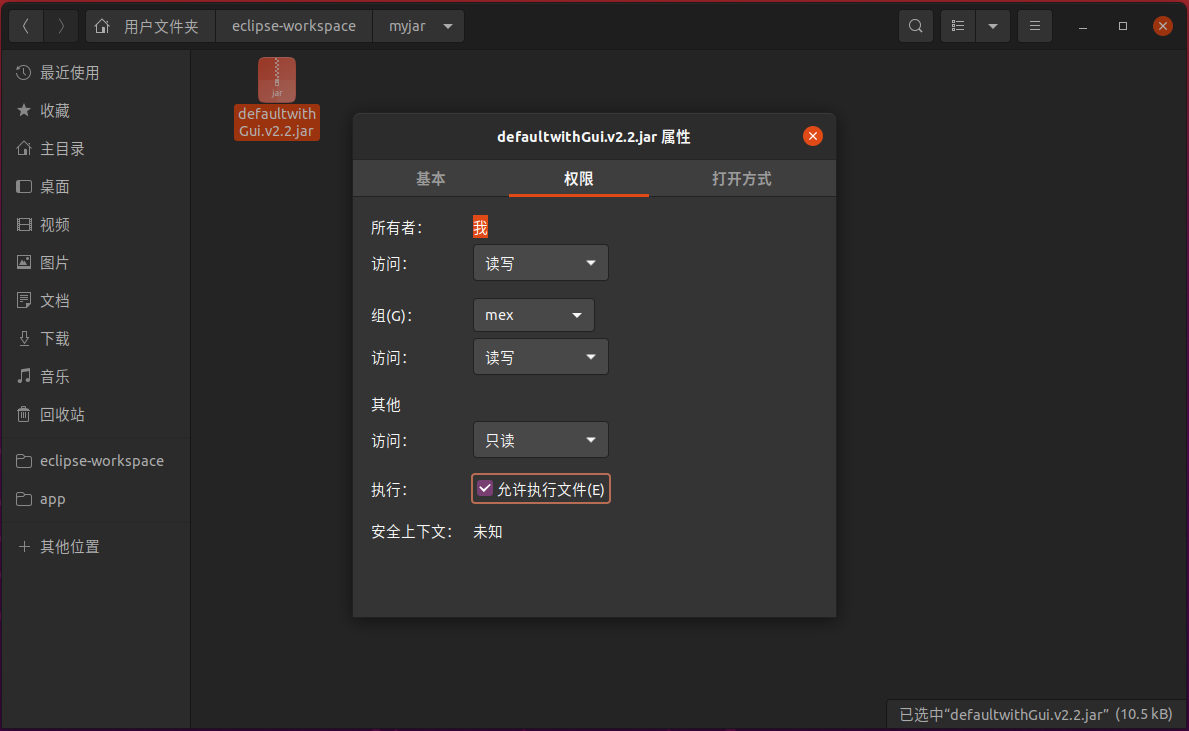 用户文件夹 eclipse-workspace myjar
最近使用
收藏
主目录
桌面
视频
图片
文档
下载
音乐
回收站
eclipse-workspace
app
其他位置
jar
defaultwith
Gui.v2.2.jar
defaultwithGui.v2.2.jar 属性
基本 权限 打开方式
所有者： 我
访问： 读写
组(G)： mex
访问： 读写
其他
访问： 只读
执行： 允许执行文件(E)
安全上下文： 未知
已选中“defaultwithGui.v2.2.jar” (10.5 kB)